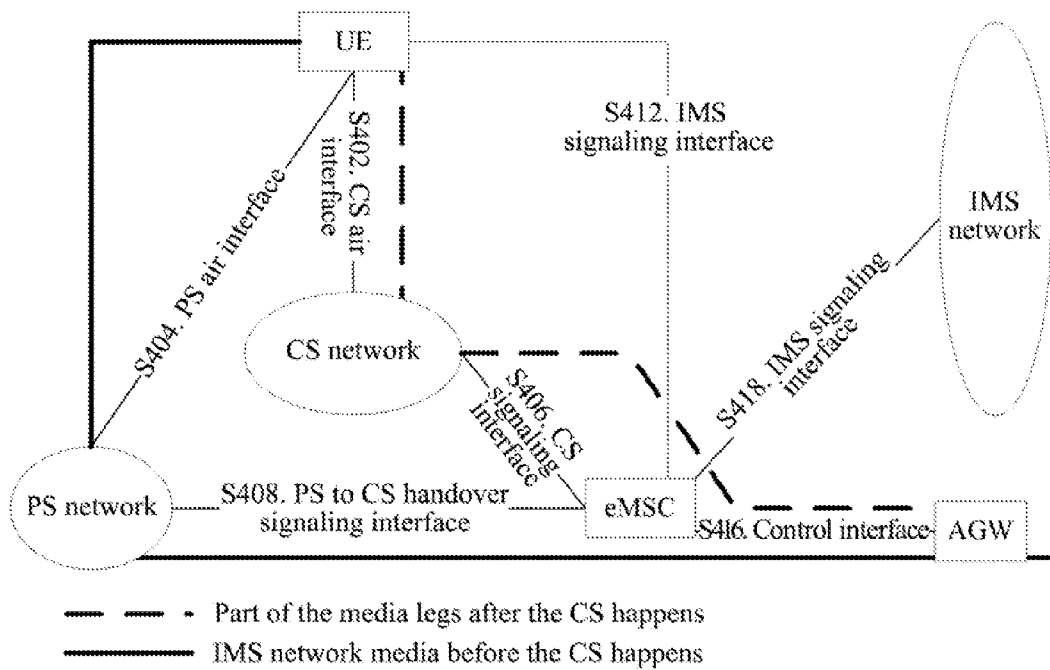 UE
S412. IMS
signaling interface
S402. CS air
interface
S404. PS air interface
IMS
network
CS network
S406. CS
signaling
interface
S418. IMS signaling
interface
PS network
S408. PS to CS handover
signaling interface
eMSC
S416. Control interface
AGW
Part of the media legs after the CS happens
IMS network media before the CS happens